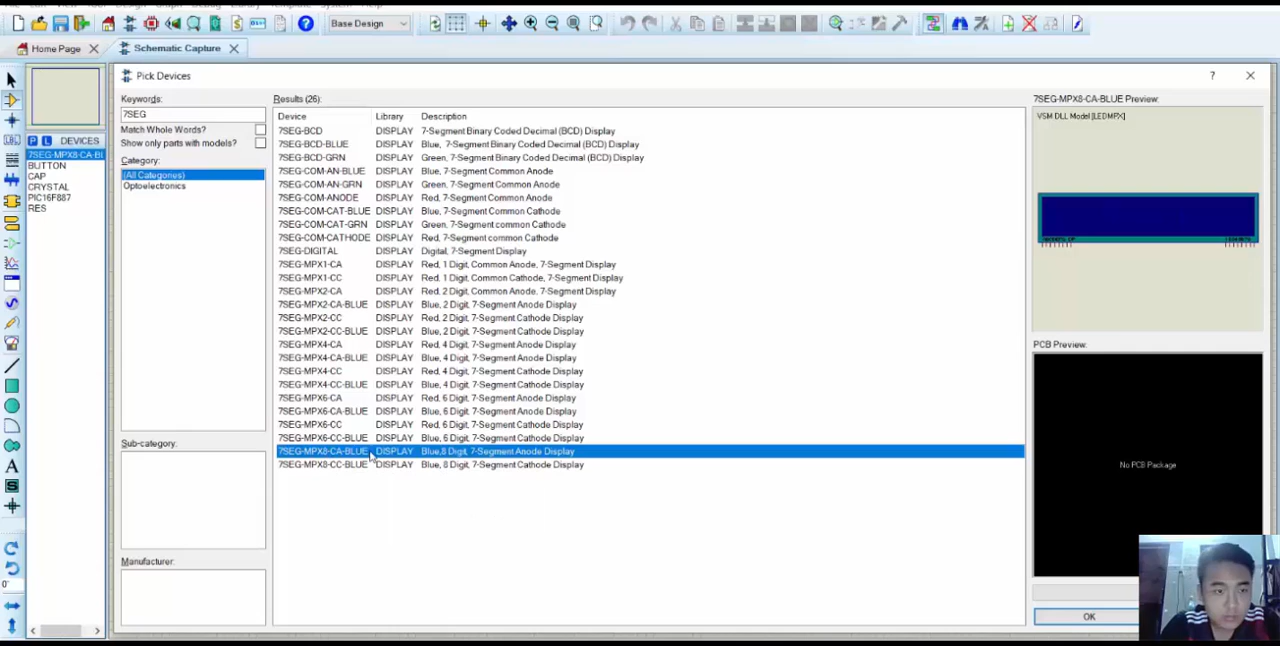 Base Design
Home Page
Schematic Capture
Pick Devices
?
Keywords:
7SEG
Match Whole Words?
Show only parts with models?
Category:
(All Categories)
Optoelectronics
Sub-category:
Manufacturer:
P L DEVICES
7SEG-MPX8-CA-BL
BUTTON
CAP
CRYSTAL
PIC16F887
RES
Results (26):
Device Library Description
7SEG-BCD DISPLAY 7-Segment Binary Coded Decimal (BCD) Display
7SEG-BCD-BLUE DISPLAY Blue, 7-Segment Binary Coded Decimal (BCD) Display
7SEG-BCD-GRN DISPLAY Green, 7-Segment Binary Coded Decimal (BCD) Display
7SEG-COM-AN-BLUE DISPLAY Blue, 7-Segment Common Anode
7SEG-COM-AN-GRN DISPLAY Green, 7-Segment Common Anode
7SEG-COM-ANODE DISPLAY Red, 7-Segment Common Anode
7SEG-COM-CAT-BLUE DISPLAY Blue, 7-Segment Common Cathode
7SEG-COM-CAT-GRN DISPLAY Green, 7-Segment common Cathode
7SEG-COM-CATHODE DISPLAY Red, 7-Segment common Cathode
7SEG-DIGITAL DISPLAY Digital, 7-Segment Display
7SEG-MPX1-CA DISPLAY Red, 1 Digit, Common Anode, 7-Segment Display
7SEG-MPX1-CC DISPLAY Red, 1 Digit, Common Cathode, 7-Segment Display
7SEG-MPX2-CA DISPLAY Red, 2 Digit, Common Anode, 7-Segment Display
7SEG-MPX2-CA-BLUE DISPLAY Blue, 2 Digit, 7-Segment Anode Display
7SEG-MPX2-CC DISPLAY Red, 2 Digit, 7-Segment Cathode Display
7SEG-MPX2-CC-BLUE DISPLAY Blue, 2 Digit, 7-Segment Cathode Display
7SEG-MPX4-CA DISPLAY Red, 4 Digit, 7-Segment Anode Display
7SEG-MPX4-CA-BLUE DISPLAY Blue, 4 Digit, 7-Segment Anode Display
7SEG-MPX4-CC DISPLAY Red, 4 Digit, 7-Segment Cathode Display
7SEG-MPX4-CC-BLUE DISPLAY Blue, 4 Digit, 7-Segment Cathode Display
7SEG-MPX6-CA DISPLAY Red, 6 Digit, 7-Segment Anode Display
7SEG-MPX6-CA-BLUE DISPLAY Blue, 6 Digit, 7-Segment Anode Display
7SEG-MPX6-CC DISPLAY Red, 6 Digit, 7-Segment Cathode Display
7SEG-MPX6-CC-BLUE DISPLAY Blue, 6 Digit, 7-Segment Cathode Display
7SEG-MPX8-CA-BLUE DISPLAY Blue,8 Digit, 7-Segment Anode Display
7SEG-MPX8-CC-BLUE DISPLAY Blue, 8 Digit, 7-Segment Cathode Display
7SEG-MPX8-CA-BLUE Preview:
VSM DLL Model [LEDMPX]
PCB Preview:
No PCB Package
OK